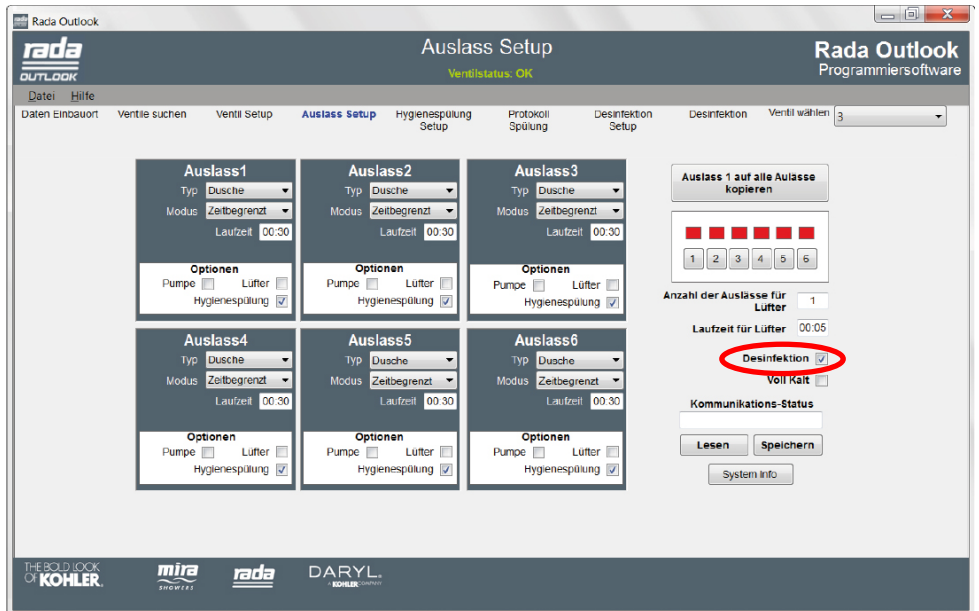 Rada Outlook
rada
OUTLOOK
Auslass Setup
Ventilstatus: OK
Rada Outlook
Programmiersoftware
Datei Hilfe
Daten Einbauort Ventile suchen Ventil Setup Auslass Setup Hygienespülung Setup Protokoll Spülung Desinfektion Setup Desinfektion Ventil wählen 3
Auslass1
Typ Dusche
Modus Zeitbegrenzt
Laufzeit 00:30
Optionen
Pumpe Lüfter
Hygienespülung
Auslass2
Typ Dusche
Modus Zeitbegrenzt
Laufzeit 00:30
Optionen
Pumpe Lüfter
Hygienespülung
Auslass3
Typ Dusche
Modus Zeitbegrenzt
Laufzeit 00:30
Optionen
Pumpe Lüfter
Hygienespülung
Auslass4
Typ Dusche
Modus Zeitbegrenzt
Laufzeit 00:30
Optionen
Pumpe Lüfter
Hygienespülung
Auslass5
Typ Dusche
Modus Zeitbegrenzt
Laufzeit 00:30
Optionen
Pumpe Lüfter
Hygienespülung
Auslass6
Typ Dusche
Modus Zeitbegrenzt
Laufzeit 00:30
Optionen
Pumpe Lüfter
Hygienespülung
Auslass 1 auf alle Aulässe
kopieren
1 2 3 4 5 6
Anzahl der Auslässe für
Lüfter 1
Laufzeit für Lüfter 00:05
Desinfektion
Voll Kalt
Kommunikations-Status
Lesen Speichern
System Info
THE BOLD LOOK
OF KOHLER.
mira
SHOWERS
rada
DARYL.
A KOHLER COMPANY